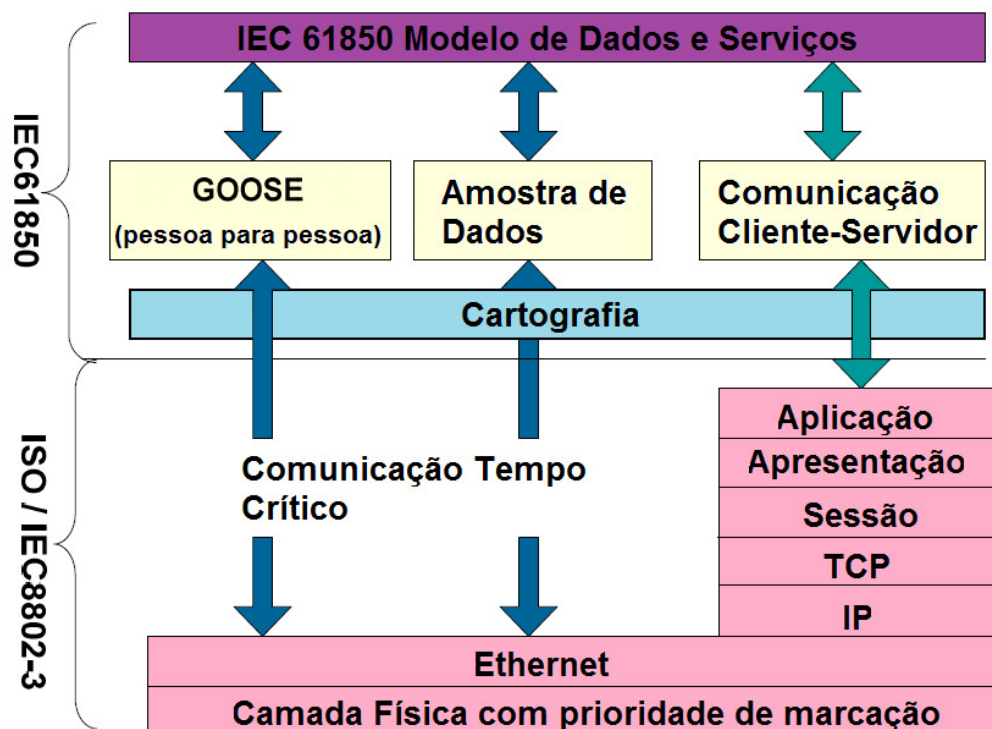 IEC 61850 Modelo de Dados e Serviços
IEC61850
GOOSE
(pessoa para pessoa)
Amostra de
Dados
Comunicação
Cliente-Servidor
Cartografia
ISO / IEC8802-3
Comunicação Tempo
Crítico
Aplicação
Apresentação
Sessão
TCP
IP
Ethernet
Camada Física com prioridade de marcação